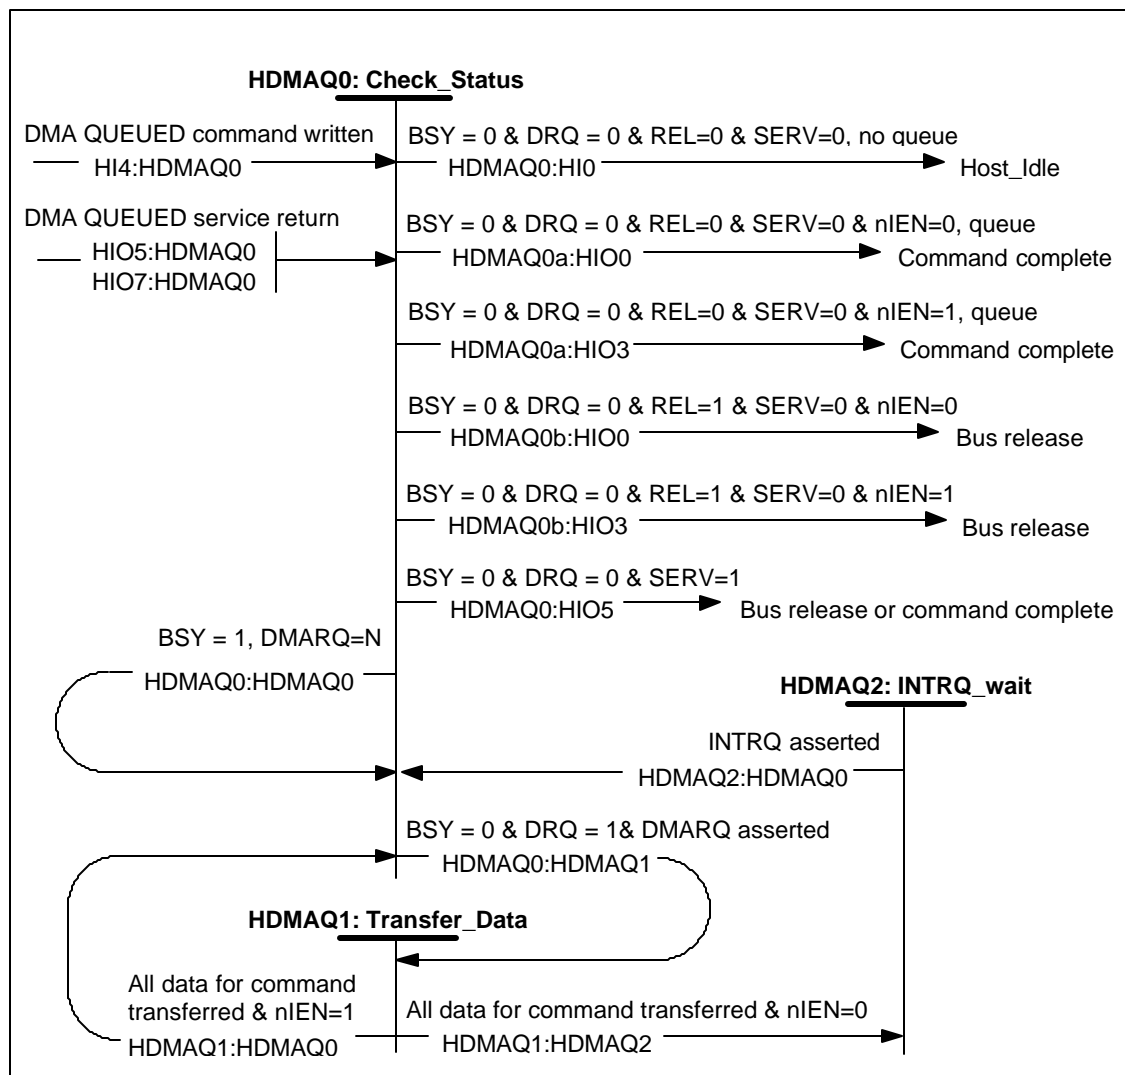 HDMAQ0: Check_Status
DMA QUEUED command written
HI4:HDMAQ0
BSY = 0 & DRQ = 0 & REL=0 & SERV=0, no queue
HDMAQ0:HI0
Host_Idle
DMA QUEUED service return
HIO5:HDMAQ0
HIO7:HDMAQ0
BSY = 0 & DRQ = 0 & REL=0 & SERV=0 & nIEN=0, queue
HDMAQ0a:HIO0
Command complete
BSY = 0 & DRQ = 0 & REL=0 & SERV=0 & nIEN=1, queue
HDMAQ0a:HIO3
Command complete
BSY = 0 & DRQ = 0 & REL=1 & SERV=0 & nIEN=0
HDMAQ0b:HIO0
Bus release
BSY = 0 & DRQ = 0 & REL=1 & SERV=0 & nIEN=1
HDMAQ0b:HIO3
Bus release
BSY = 0 & DRQ = 0 & SERV=1
HDMAQ0:HIO5
Bus release or command complete
BSY = 1, DMARQ=N
HDMAQ0:HDMAQ0
HDMAQ2: INTRQ_wait
INTRQ asserted
HDMAQ2:HDMAQ0
BSY = 0 & DRQ = 1& DMARQ asserted
HDMAQ0:HDMAQ1
HDMAQ1: Transfer_Data
All data for command
transferred & nIEN=1
HDMAQ1:HDMAQ0
All data for command transferred & nIEN=0
HDMAQ1:HDMAQ2